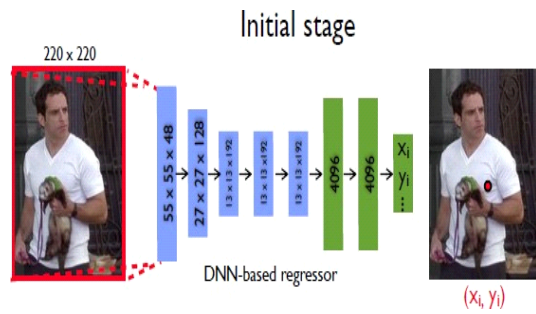 Initial stage
220 x 220
55 x 55 x 48
27 x 27 x 128
13 x 13 x 192
13 x 13 x 192
13 x 13 x 192
4096
4096
xi
yi
⋮
DNN-based regressor
(xi, yi)